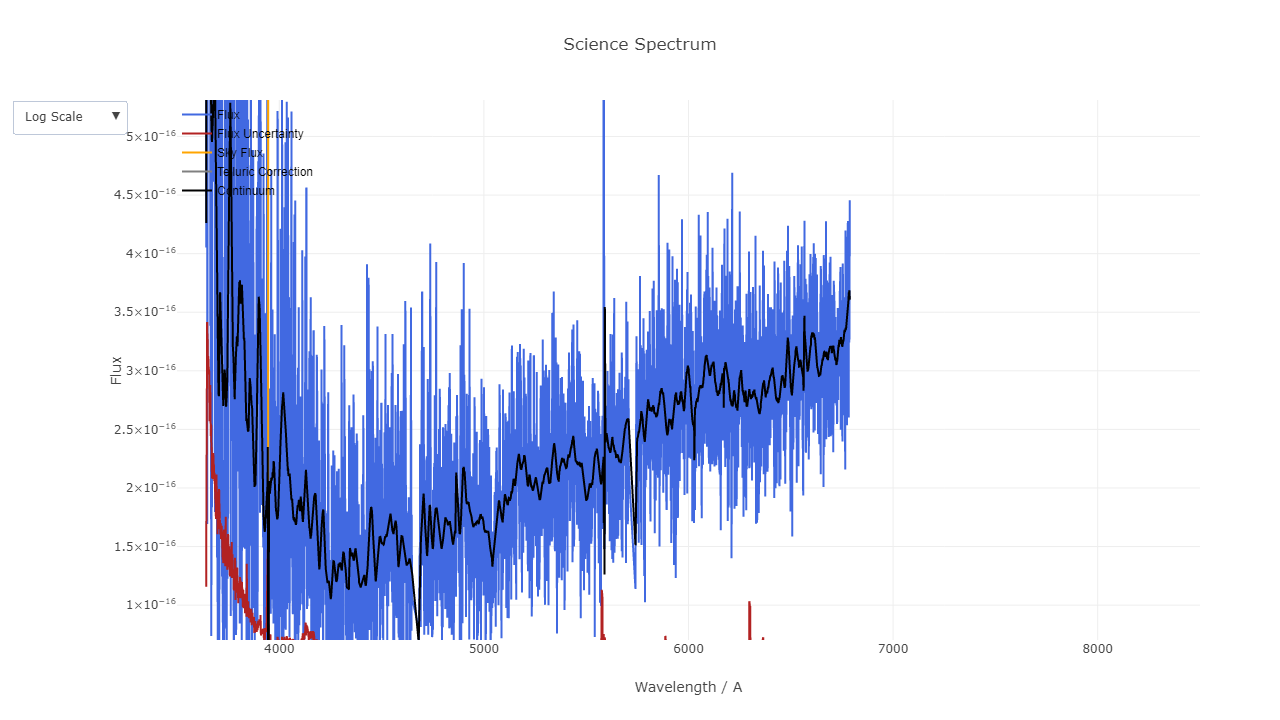 Science Spectrum
Log Scale ▼
Flux
Flux Uncertainty
Sky Flux
Telluric Correction
Continuum
5×10⁻¹⁶
4.5×10⁻¹⁶
4×10⁻¹⁶
3.5×10⁻¹⁶
3×10⁻¹⁶
2.5×10⁻¹⁶
2×10⁻¹⁶
1.5×10⁻¹⁶
1×10⁻¹⁶
Flux
4000 5000 6000 7000 8000
Wavelength / A